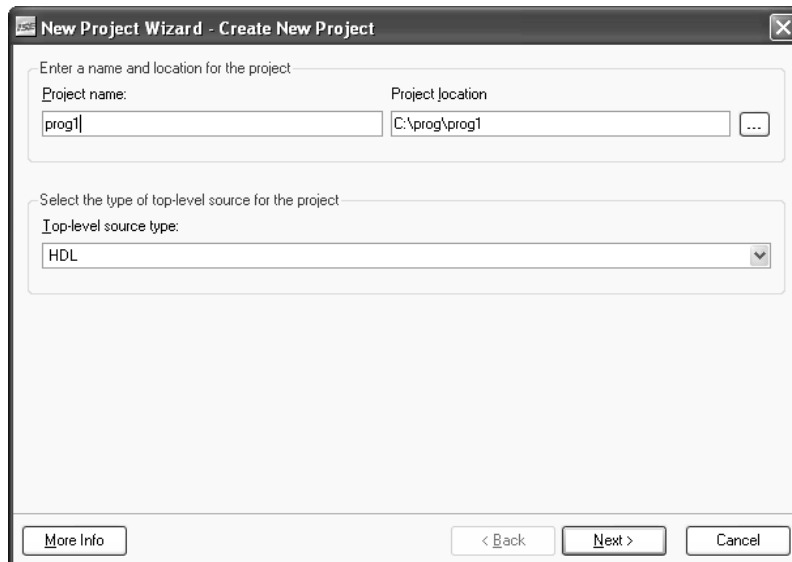 ISE New Project Wizard - Create New Project
Enter a name and location for the project
Project name: Project location
prog1 C:\prog\prog1 ...
Select the type of top-level source for the project
Top-level source type:
HDL
More Info < Back Next > Cancel